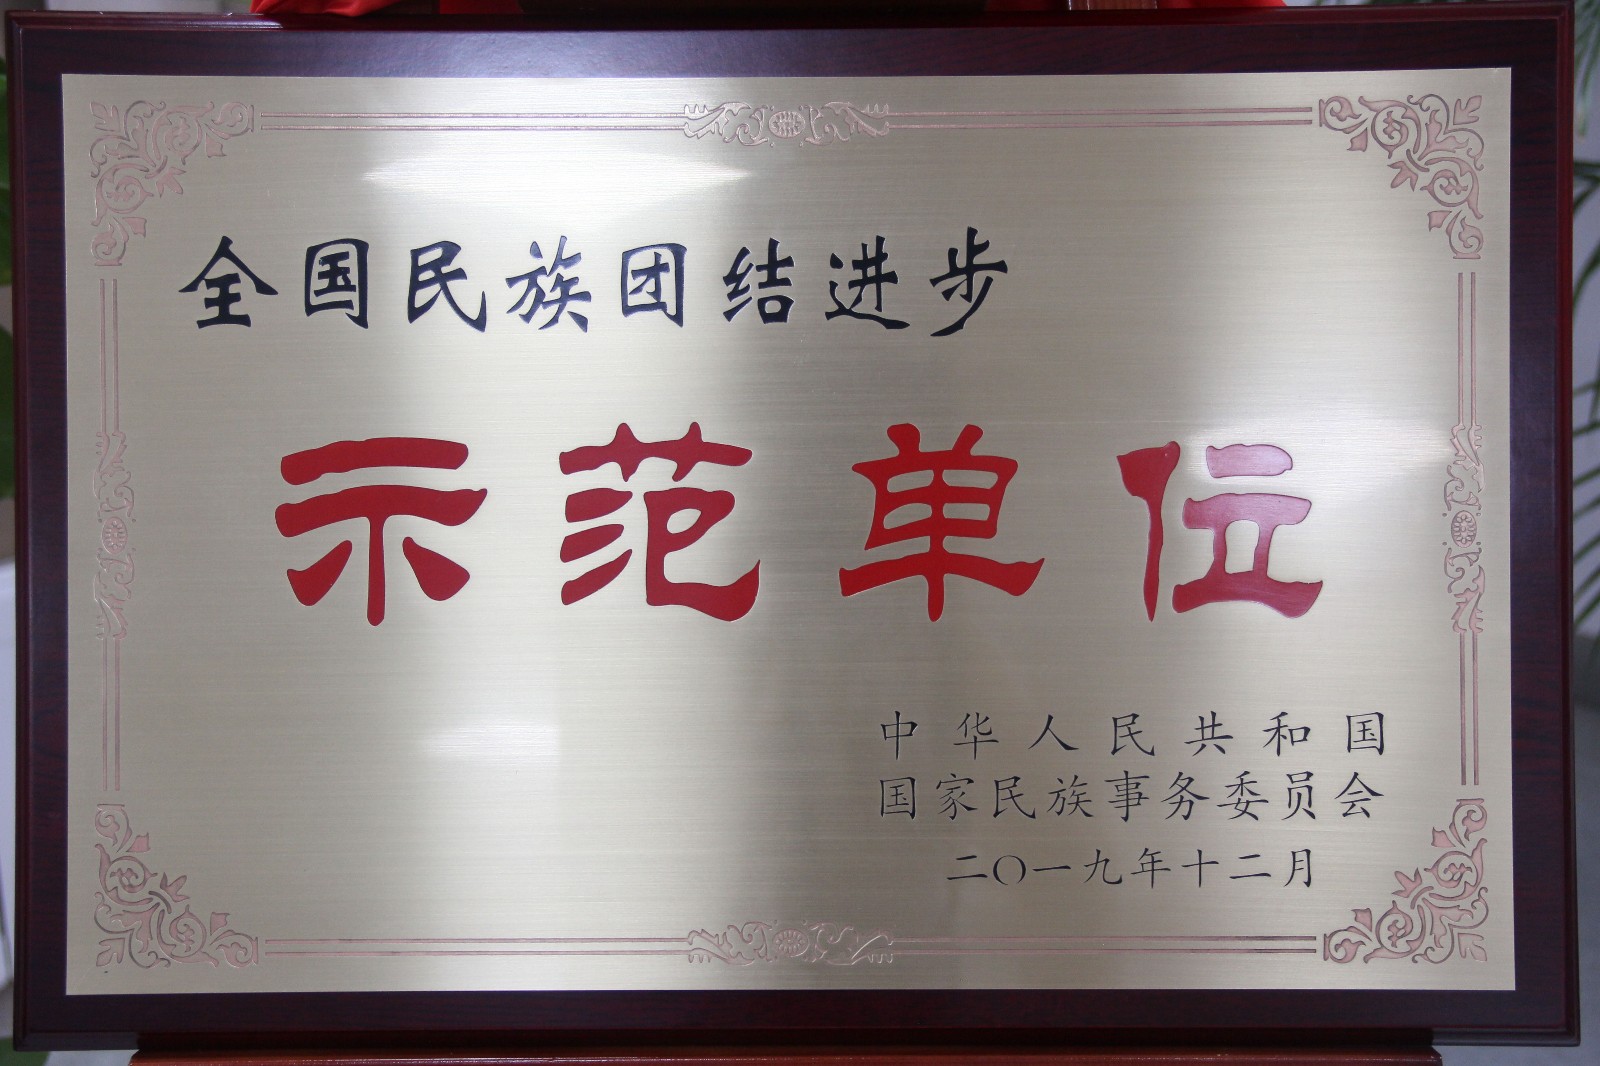 全国民族团结进步
示范单位
中华人民共和国
国家民族事务委员会
二〇一九年十二月